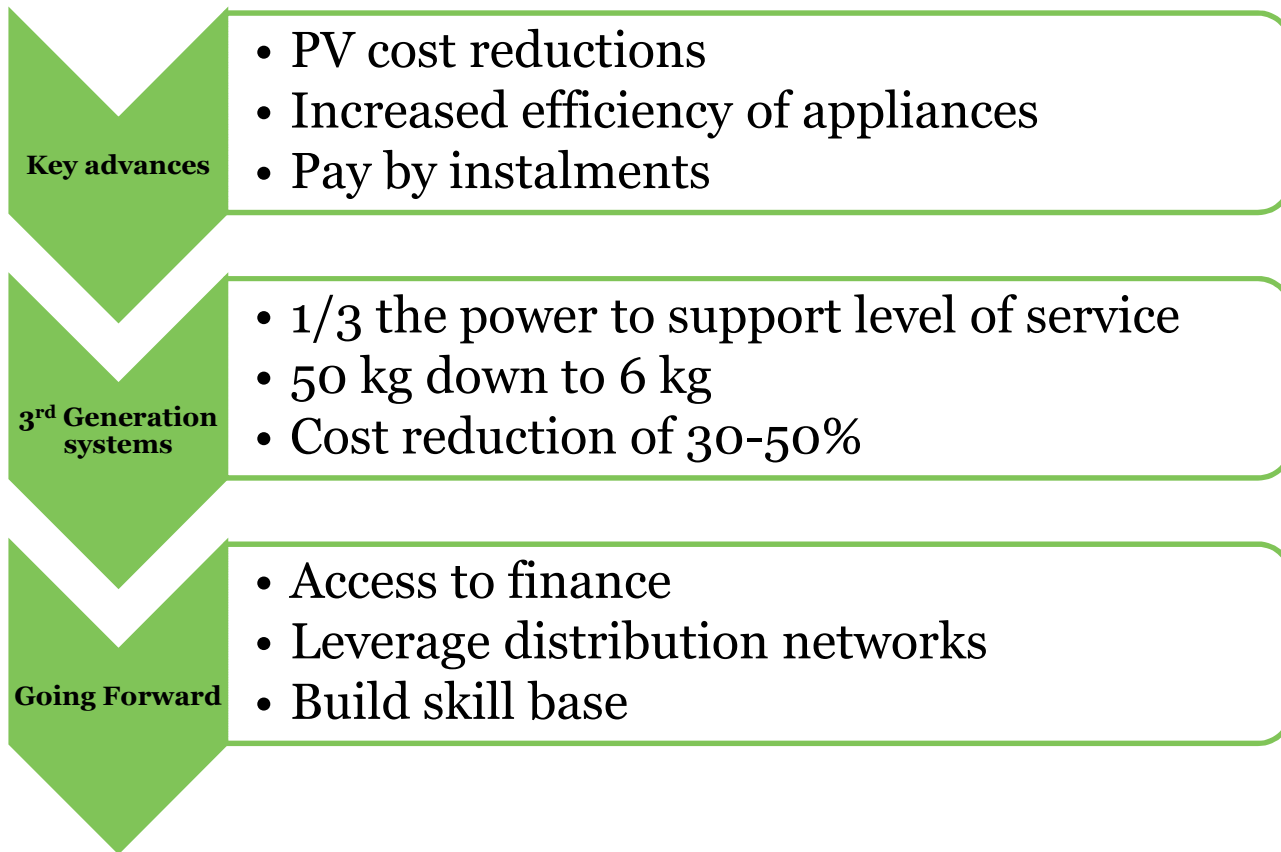 Key advances
• PV cost reductions
• Increased efficiency of appliances
• Pay by instalments
3rd Generation
systems
• 1/3 the power to support level of service
• 50 kg down to 6 kg
• Cost reduction of 30-50%
Going Forward
• Access to finance
• Leverage distribution networks
• Build skill base